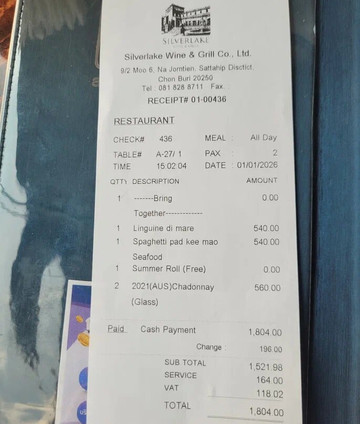 SILVERLAKE
Silverlake Wine & Grill Co., Ltd.
9/2 Moo 6, Na Jomtien, Sattahip Disctict,
Chon Buri 20250
Tel : 081 828 8711 Fax.
RECEIPT# 01-00436
RESTAURANT
CHECK# 436 MEAL : All Day
TABLE# A-27/ 1 PAX : 2
TIME 15:02:04 DATE : 01/01/2026
QTY: DESCRIPTION AMOUNT
1 -------Bring 0.00
Together-------------
1 Linguine di mare 540.00
1 Spaghetti pad kee mao 540.00
Seafood
1 Summer Roll (Free) 0.00
2 2021(AUS)Chadonnay 560.00
(Glass)
Paid Cash Payment 1,804.00
Change 196.00
SUB TOTAL 1,521.98
SERVICE 164.00
VAT 118.02
TOTAL 1,804.00